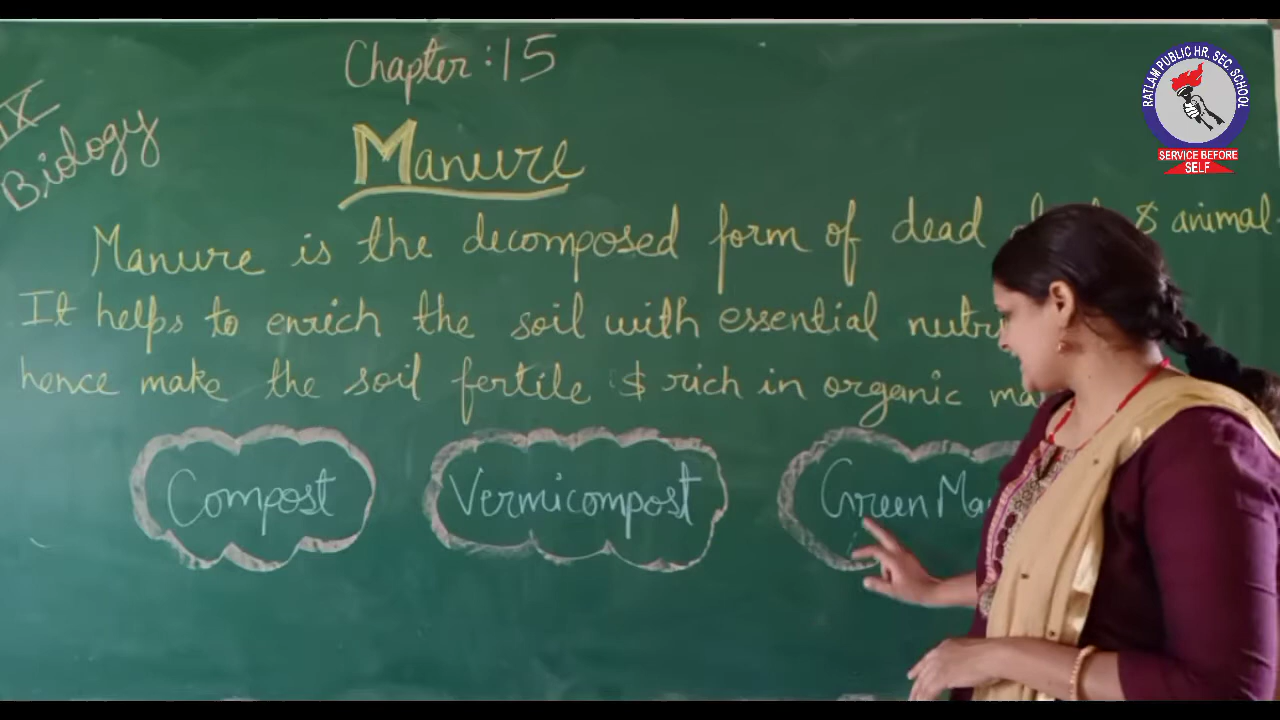 Chapter : 15
IX
Biology
Manure
Manure is the decomposed form of dead & animal
It helps to enrich the soil with essential
hence make the soil fertile & rich in organic
Compost
Vermicompost
Green
RATLAM PUBLIC HR. SEC. SCHOOL
SERVICE BEFORE
SELF